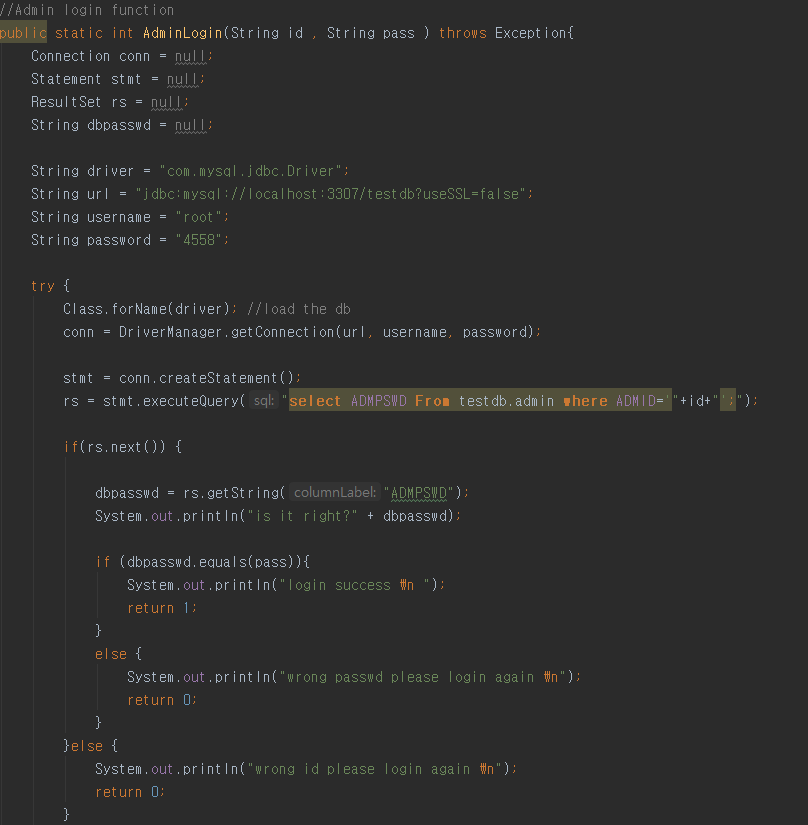 //Admin login function
public static int AdminLogin(String id , String pass ) throws Exception{
    Connection conn = null;
    Statement stmt = null;
    ResultSet rs = null;
    String dbpasswd = null;

    String driver = "com.mysql.jdbc.Driver";
    String url = "jdbc:mysql://localhost:3307/testdb?useSSL=false";
    String username = "root";
    String password = "4558";

    try {
        Class.forName(driver); //load the db
        conn = DriverManager.getConnection(url, username, password);

        stmt = conn.createStatement();
        rs = stmt.executeQuery( sql: "select ADMPSWD From testdb.admin where ADMID='"+id+"';");

        if(rs.next()) {

            dbpasswd = rs.getString( columnLabel: "ADMPSWD");
            System.out.println("is it right?" + dbpasswd);

            if (dbpasswd.equals(pass)){
                System.out.println("login success ₩n ");
                return 1;
            }
            else {
                System.out.println("wrong passwd please login again ₩n");
                return 0;
            }
        }else {
            System.out.println("wrong id please login again ₩n");
            return 0;
        }